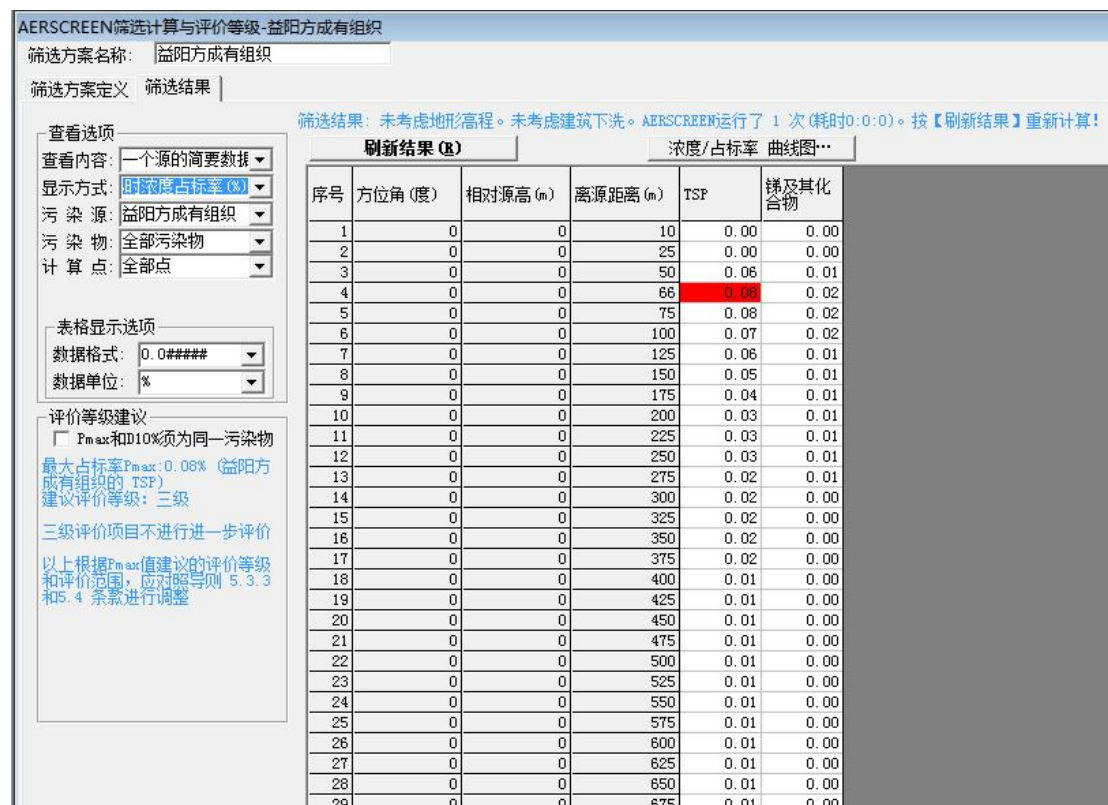 AERSCREEN筛选计算与评价等级-益阳方成有组织
筛选方案名称: 益阳方成有组织
筛选方案定义 筛选结果
筛选结果: 未考虑地形高程。未考虑建筑下洗。AERSCREEN运行了 1 次(耗时0:0:0)。按【刷新结果】重新计算!
查看选项
查看内容: 一个源的简要数据
显示方式: 时浓度占标率(%)
污 染 源: 益阳方成有组织
污 染 物: 全部污染物
计 算 点: 全部点
表格显示选项
数据格式: 0.0#####
数据单位: %
评价等级建议
Pmax和D10%须为同一污染物
最大占标率Pmax:0.08% (益阳方
成有组织的 TSP)
建议评价等级: 三级
三级评价项目不进行进一步评价
以上根据Pmax值建议的评价等级
和评价范围,应对照导则 5.3.3
和5.4 条款进行调整
刷新结果(R) 浓度/占标率 曲线图…
序号 方位角(度) 相对源高(m) 离源距离(m) TSP 锑及其化
合物
1 0 0 10 0.00 0.00
2 0 0 25 0.00 0.00
3 0 0 50 0.06 0.01
4 0 0 66 0.08 0.02
5 0 0 75 0.08 0.02
6 0 0 100 0.07 0.02
7 0 0 125 0.06 0.01
8 0 0 150 0.05 0.01
9 0 0 175 0.04 0.01
10 0 0 200 0.03 0.01
11 0 0 225 0.03 0.01
12 0 0 250 0.03 0.01
13 0 0 275 0.02 0.01
14 0 0 300 0.02 0.00
15 0 0 325 0.02 0.00
16 0 0 350 0.02 0.00
17 0 0 375 0.02 0.00
18 0 0 400 0.01 0.00
19 0 0 425 0.01 0.00
20 0 0 450 0.01 0.00
21 0 0 475 0.01 0.00
22 0 0 500 0.01 0.00
23 0 0 525 0.01 0.00
24 0 0 550 0.01 0.00
25 0 0 575 0.01 0.00
26 0 0 600 0.01 0.00
27 0 0 625 0.01 0.00
28 0 0 650 0.01 0.00
29 0 0 675 0.01 0.00